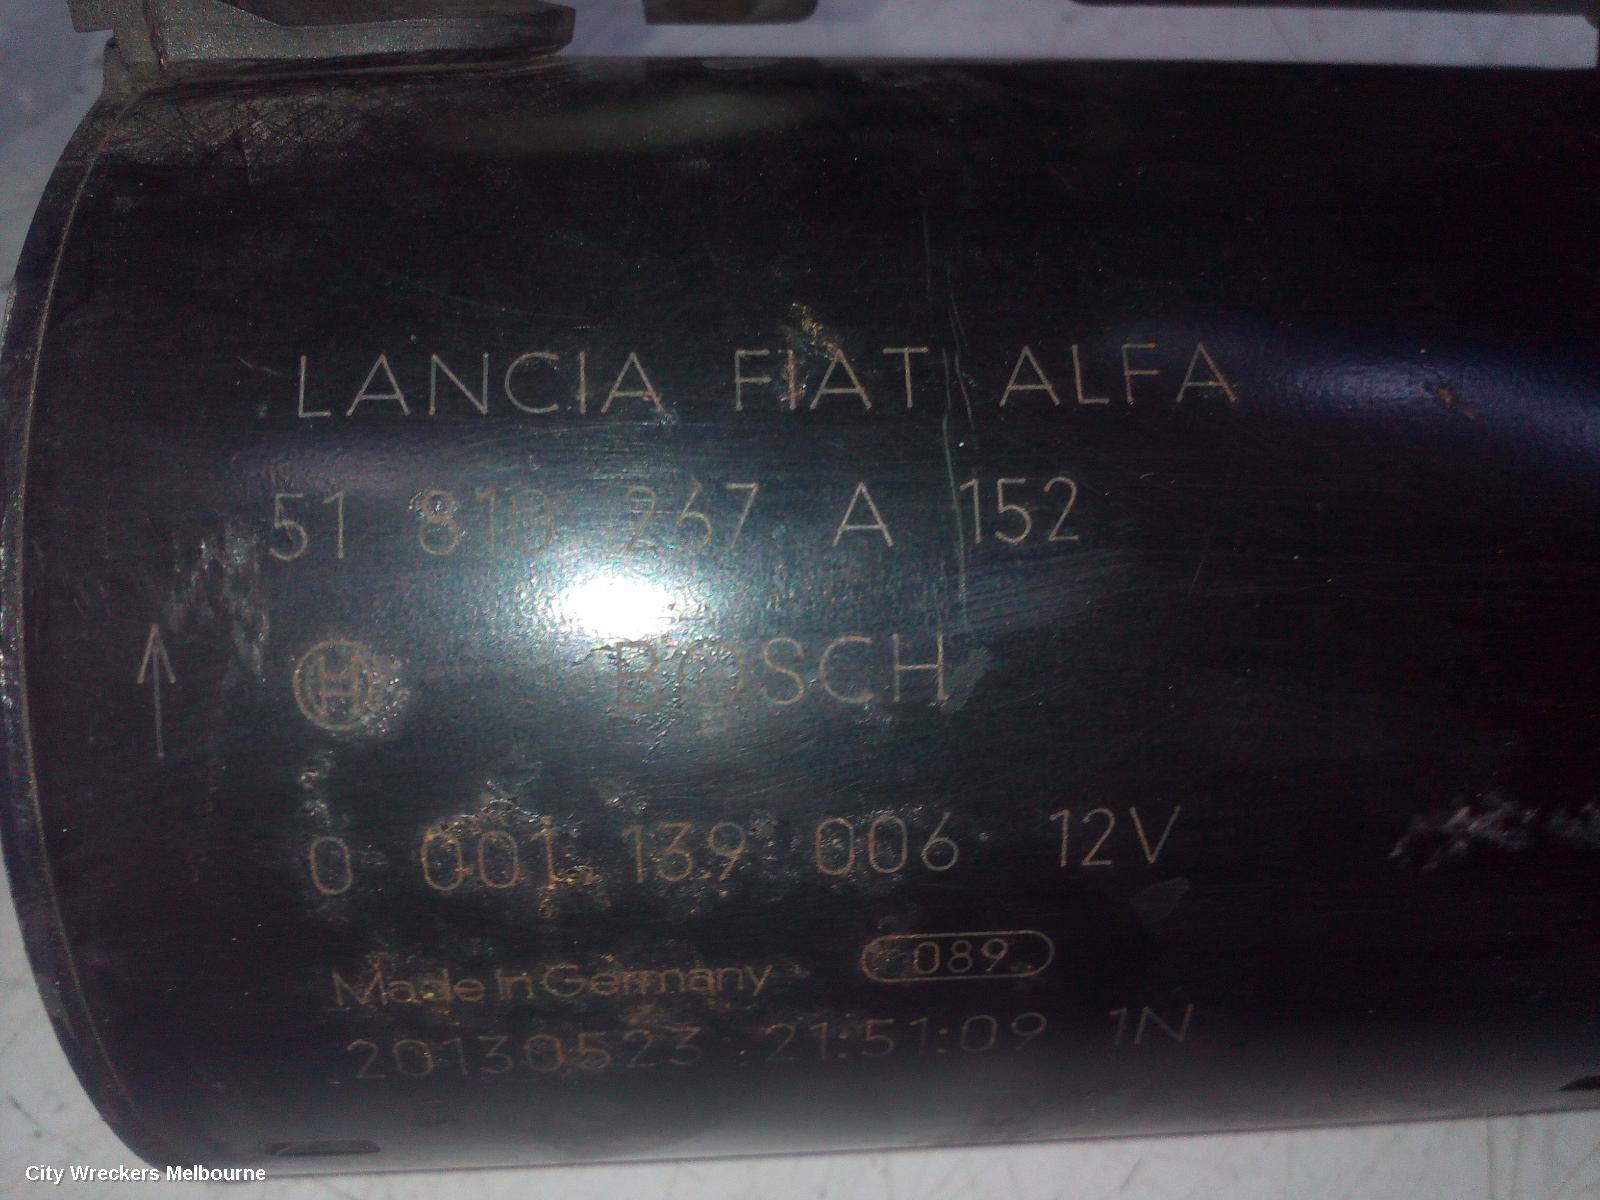 LANCIA FIAT ALFA
51 810 267 A 152
BOSCH
0 001 139 006 12V
Made in Germany 089
20130523 21:51:09 1N
City Wreckers Melbourne